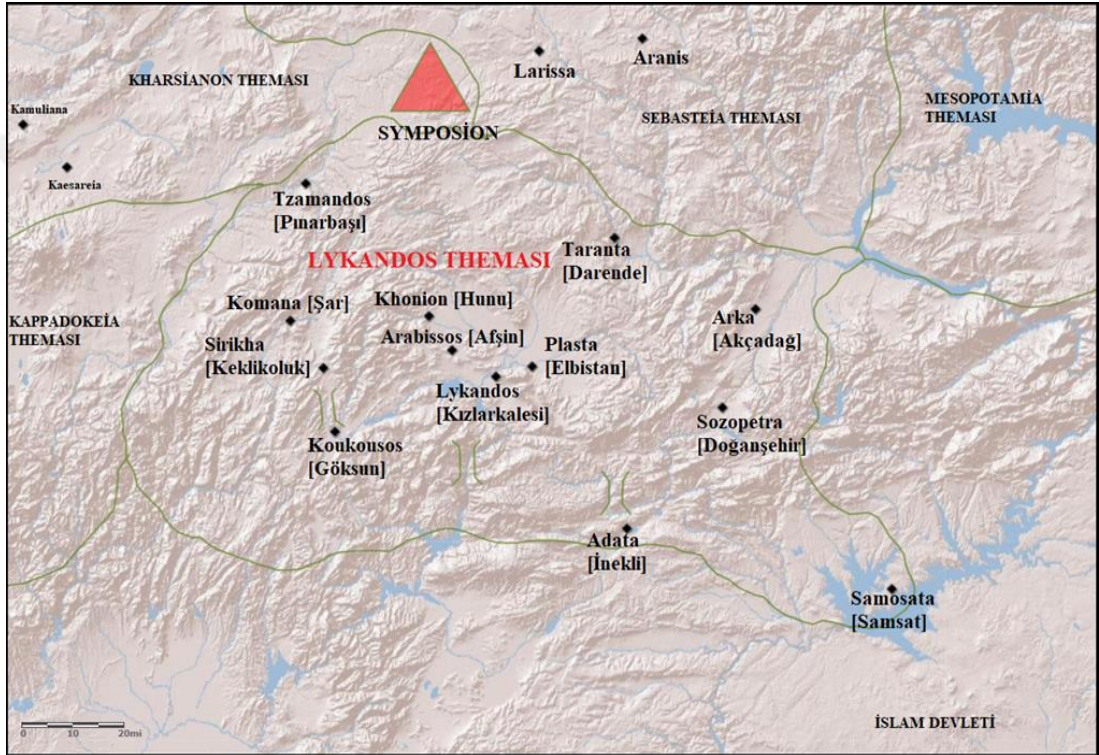 Larissa
Aranis
KHARSİANON THEMASI
Kamuliana
MESOPOTAMİA
THEMASI
SEBASTEİA THEMASI
SYMPOSİON
Kaesareia
Tzamandos
[Pınarbaşı]
Taranta
[Darende]
LYKANDOS THEMASI
Komana [Şar]
Khonion [Hunu]
KAPPADOKEİA
THEMASI
Arka
[Akçadağ]
Sirikha
[Keklikoluk]
Arabissos [Afşin]
Plasta
[Elbistan]
Lykandos
[Kızlarkalesi]
Sozopetra
[Doğanşehir]
Koukousos
[Göksun]
Adata
[İnekli]
Samosata
[Samsat]
İSLAM DEVLETİ
0 10 20mi